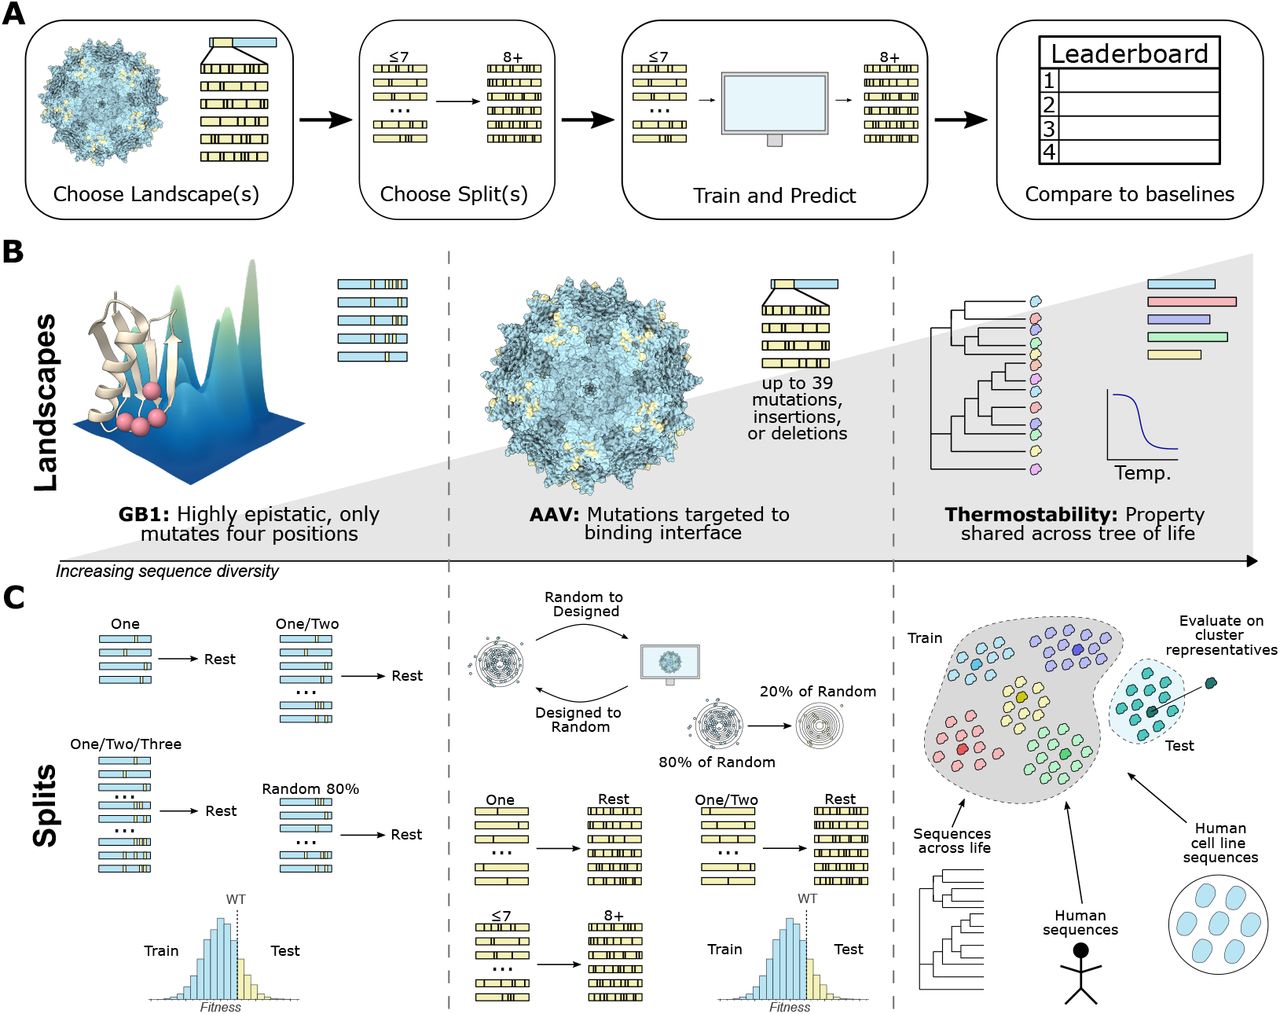 A
≤7
8+
≤7
8+
Leaderboard
1
2
3
4
...
...
Choose Landscape(s)
Choose Split(s)
Train and Predict
Compare to baselines
B
Landscapes
up to 39
mutations,
insertions,
or deletions
Temp.
GB1: Highly epistatic, only
mutates four positions
AAV: Mutations targeted to
binding interface
Thermostability: Property
shared across tree of life
Increasing sequence diversity
C
Splits
One
Rest
One/Two
...
Rest
One/Two/Three
...
...
Rest
Random 80%
...
Rest
WT
Train
Test
Fitness
Random to
Designed
Designed to
Random
20% of Random
80% of Random
One
Rest
...
One/Two
Rest
...
≤7
8+
...
WT
Train
Test
Fitness
Train
Evaluate on
cluster
representatives
Test
Sequences
across life
Human
cell line
sequences
Human
sequences